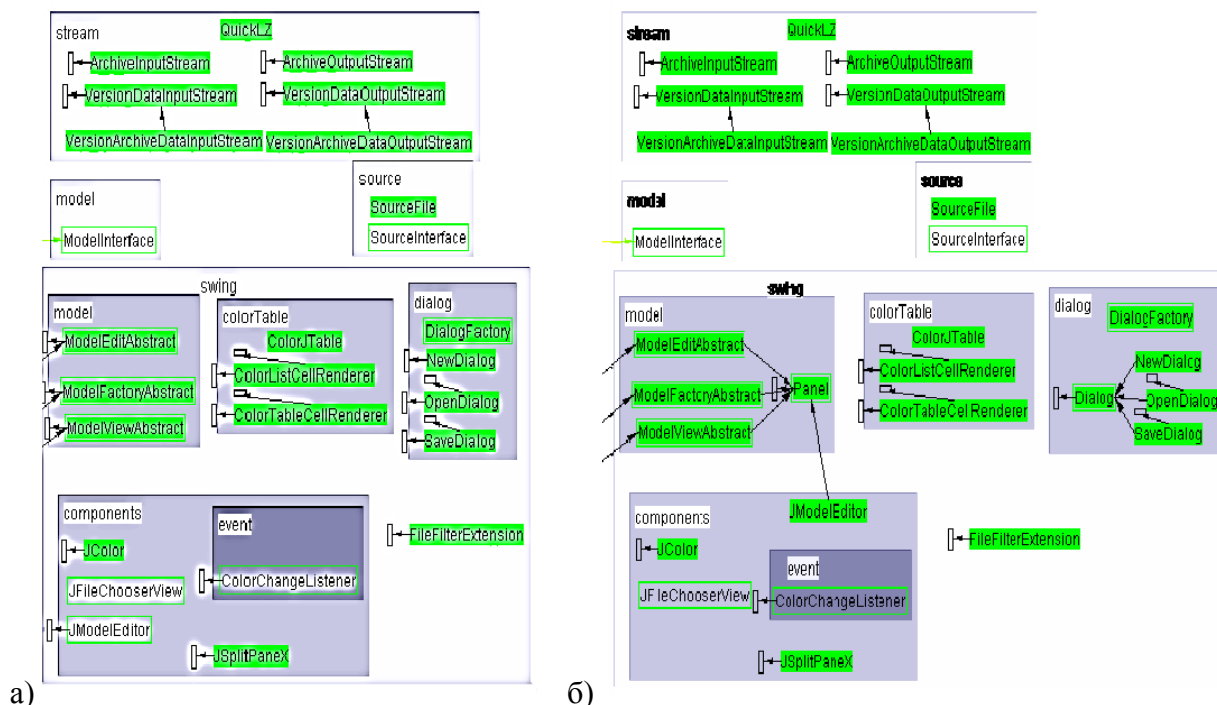 stream
QuickLZ
ArchiveInputStream
ArchiveOutputStream
VersionDataInputStream
VersionDataOutputStream
VersionArchiveDataInputStream
VersionArchiveDataOutputStream
model
ModelInterface
source
SourceFile
SourceInterface
swing
model
ModelEditAbstract
ModelFactoryAbstract
ModelViewAbstract
colorTable
ColorJTable
ColorListCellRenderer
ColorTableCellRenderer
dialog
DialogFactory
NewDialog
OpenDialog
SaveDialog
components
JColor
JFileChooserView
JModelEditor
event
ColorChangeListener
JSplitPaneX
FileFilterExtension
а)
stream
QuickLZ
ArchiveInputStream
ArchiveOutputStream
VersionDataInputStream
VersionDataOutputStream
VersionArchiveDataInputStream
VersionArchiveDataOutputStream
model
ModelInterface
source
SourceFile
SourceInterface
swing
model
ModelEditAbstract
ModelFactoryAbstract
ModelViewAbstract
Panel
colorTable
ColorJTable
ColorListCellRenderer
ColorTableCellRenderer
dialog
DialogFactory
NewDialog
Dialog
OpenDialog
SaveDialog
components
JModelEditor
JColor
JFileChooserView
event
ColorChangeListener
JSplitPaneX
FileFilterExtension
б)